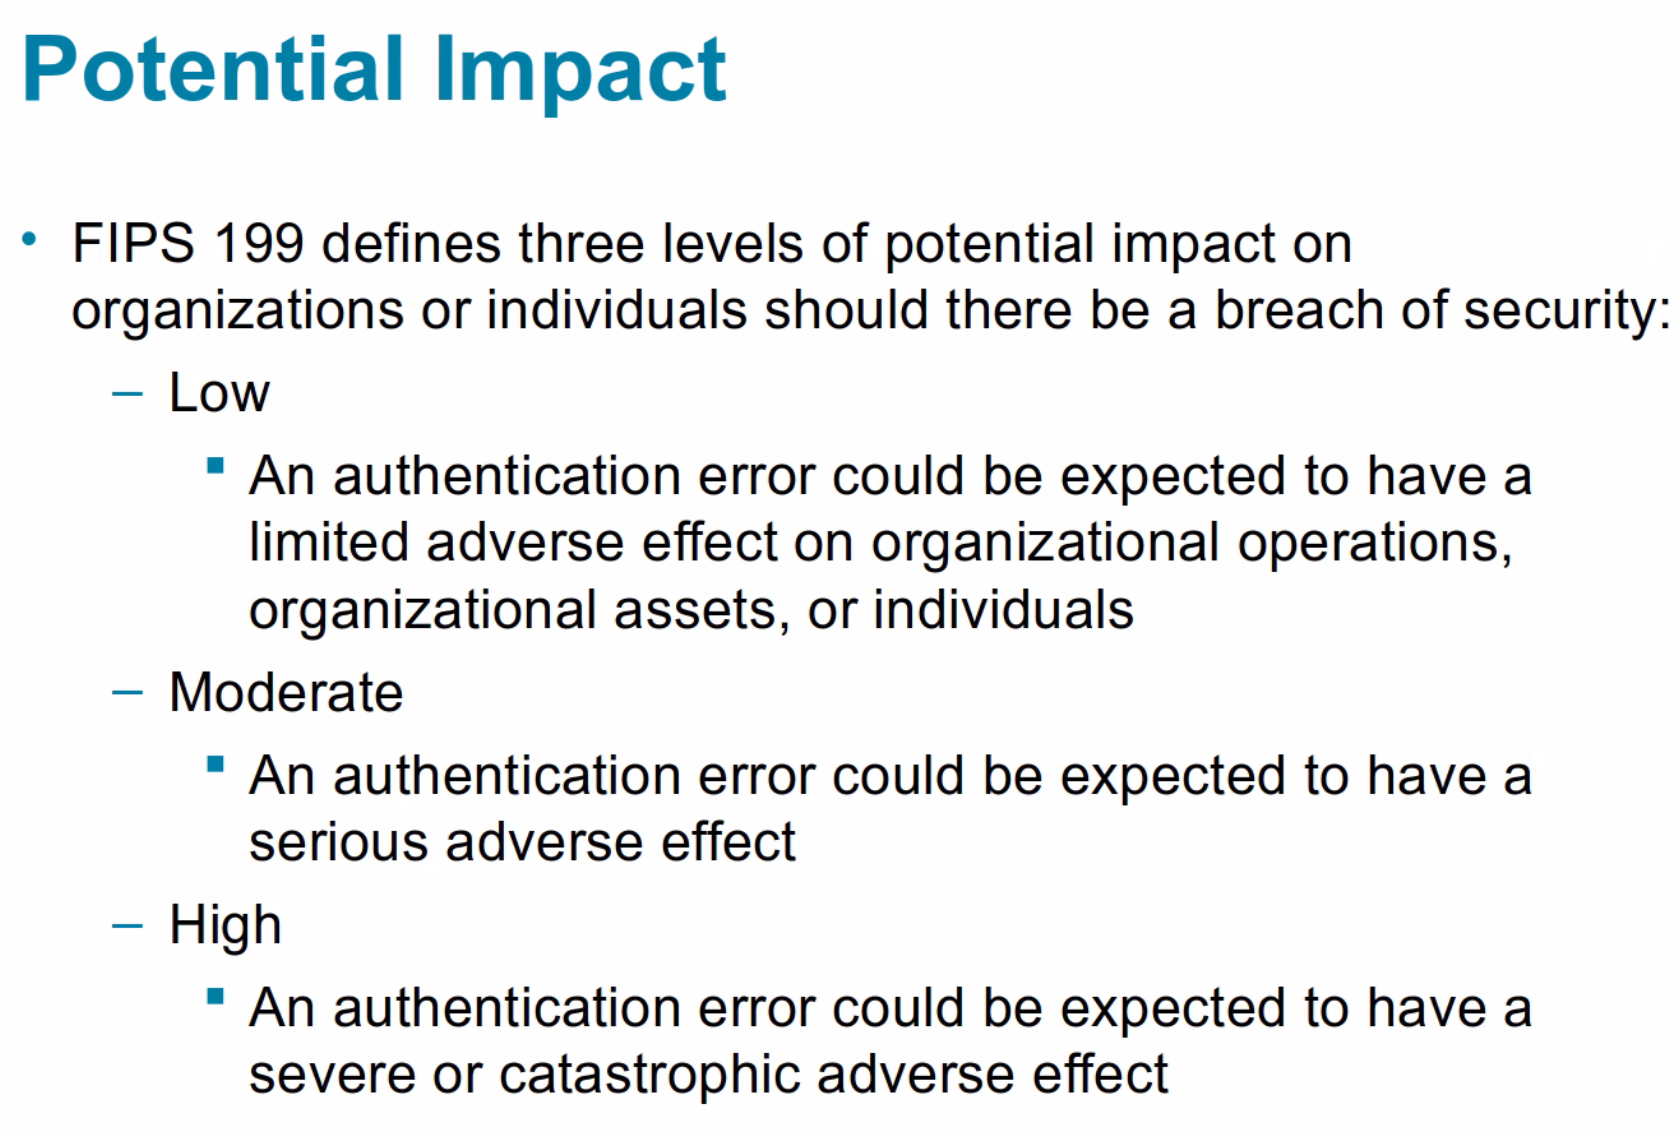 Potential Impact
• FIPS 199 defines three levels of potential impact on
organizations or individuals should there be a breach of security:
– Low
▪ An authentication error could be expected to have a
limited adverse effect on organizational operations,
organizational assets, or individuals
– Moderate
▪ An authentication error could be expected to have a
serious adverse effect
– High
▪ An authentication error could be expected to have a
severe or catastrophic adverse effect